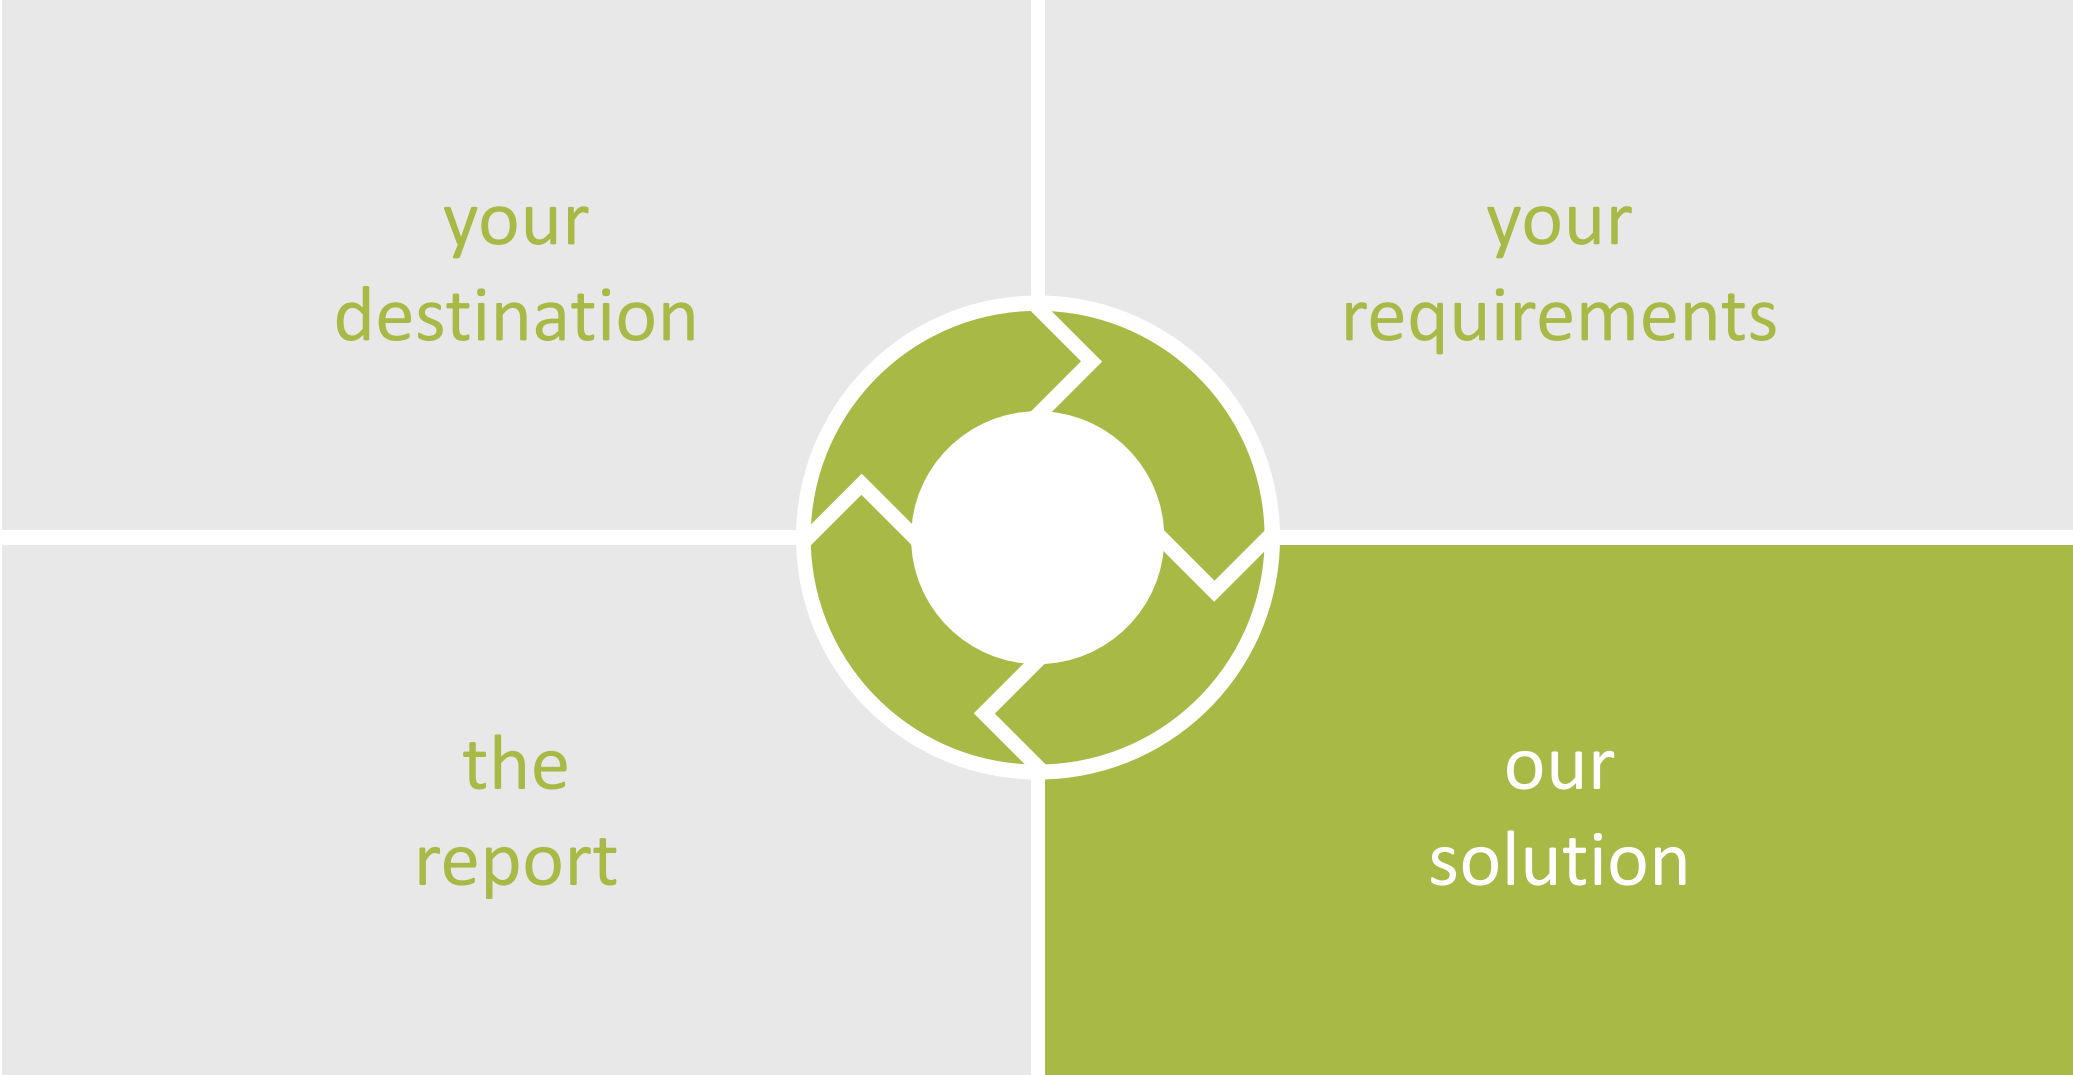 your
destination
your
requirements
the
report
our
solution